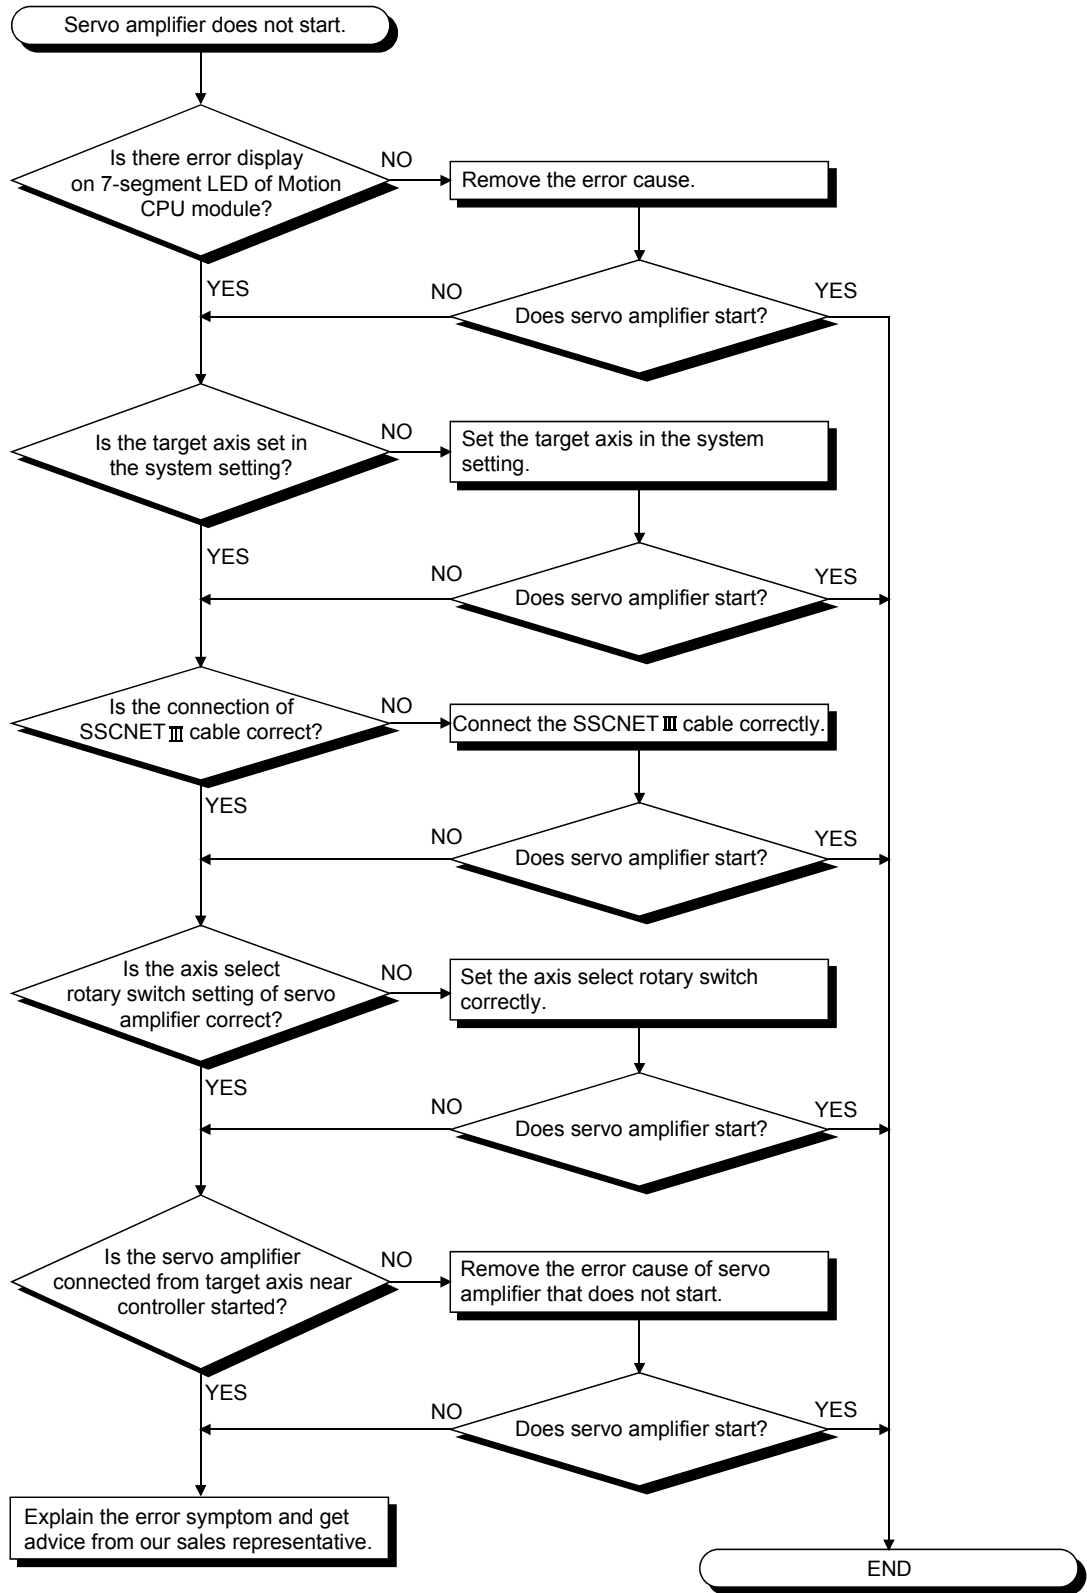 Servo amplifier does not start.
Is there error display
on 7-segment LED of Motion
CPU module?
NO
Remove the error cause.
YES
NO
Does servo amplifier start?
YES
Is the target axis set in
the system setting?
NO
Set the target axis in the system
setting.
YES
NO
Does servo amplifier start?
YES
Is the connection of
SSCNETⅢ cable correct?
NO
Connect the SSCNETⅢ cable correctly.
YES
NO
Does servo amplifier start?
YES
Is the axis select
rotary switch setting of servo
amplifier correct?
NO
Set the axis select rotary switch
correctly.
YES
NO
Does servo amplifier start?
YES
Is the servo amplifier
connected from target axis near
controller started?
NO
Remove the error cause of servo
amplifier that does not start.
YES
NO
Does servo amplifier start?
YES
Explain the error symptom and get
advice from our sales representative.
END